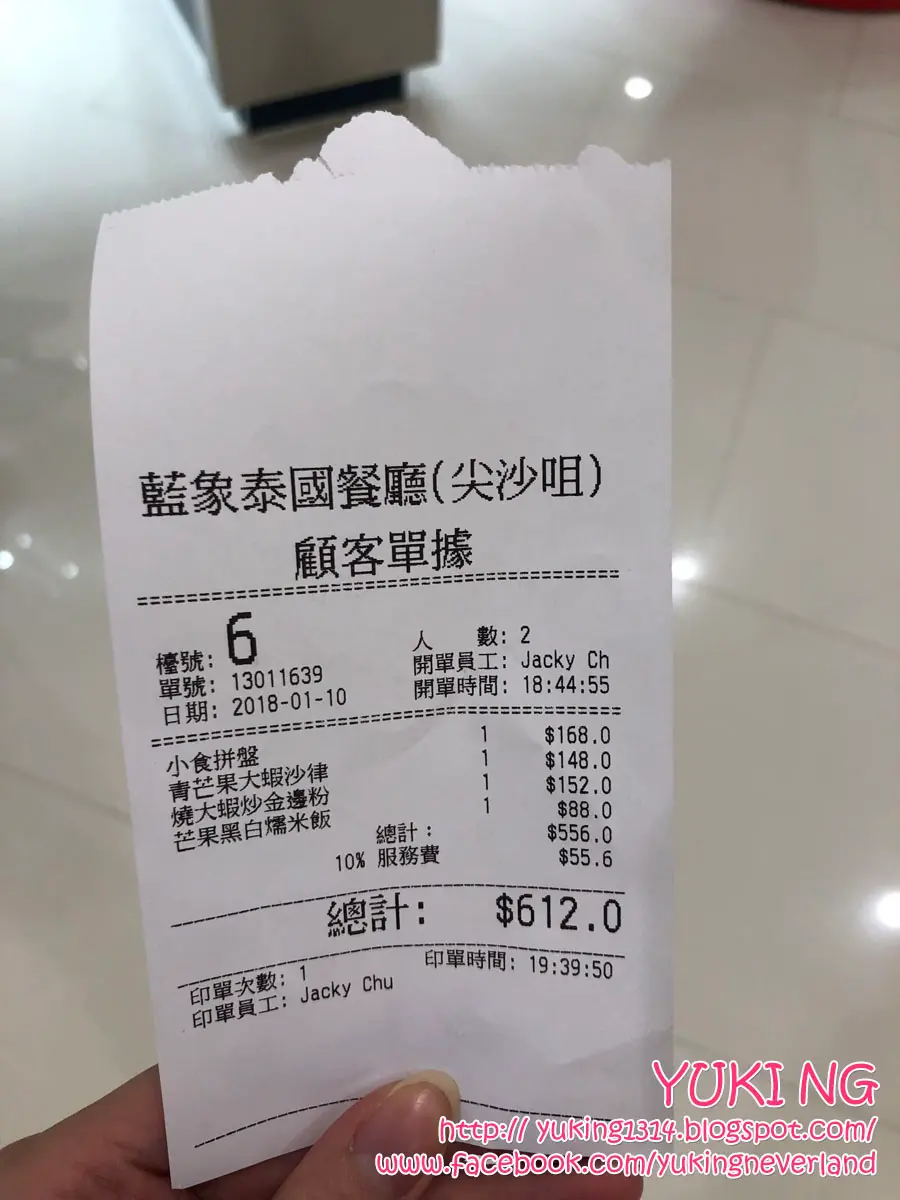 藍象泰國餐廳(尖沙咀)
顧客單據
檯號: 6
人 數: 2
單號: 13011639
開單員工: Jacky Ch
日期: 2018-01-10
開單時間: 18:44:55
小食拼盤 1 $168.0
青芒果大蝦沙律 1 $148.0
燒大蝦炒金邊粉 1 $152.0
芒果黑白糯米飯 1 $88.0
總計: $556.0
10% 服務費 $55.6
總計: $612.0
印單次數: 1
印單時間: 19:39:50
印單員工: Jacky Chu
YUKI NG
http:// yuking1314.blogspot.com/
www.facebook.com/yukingneverland